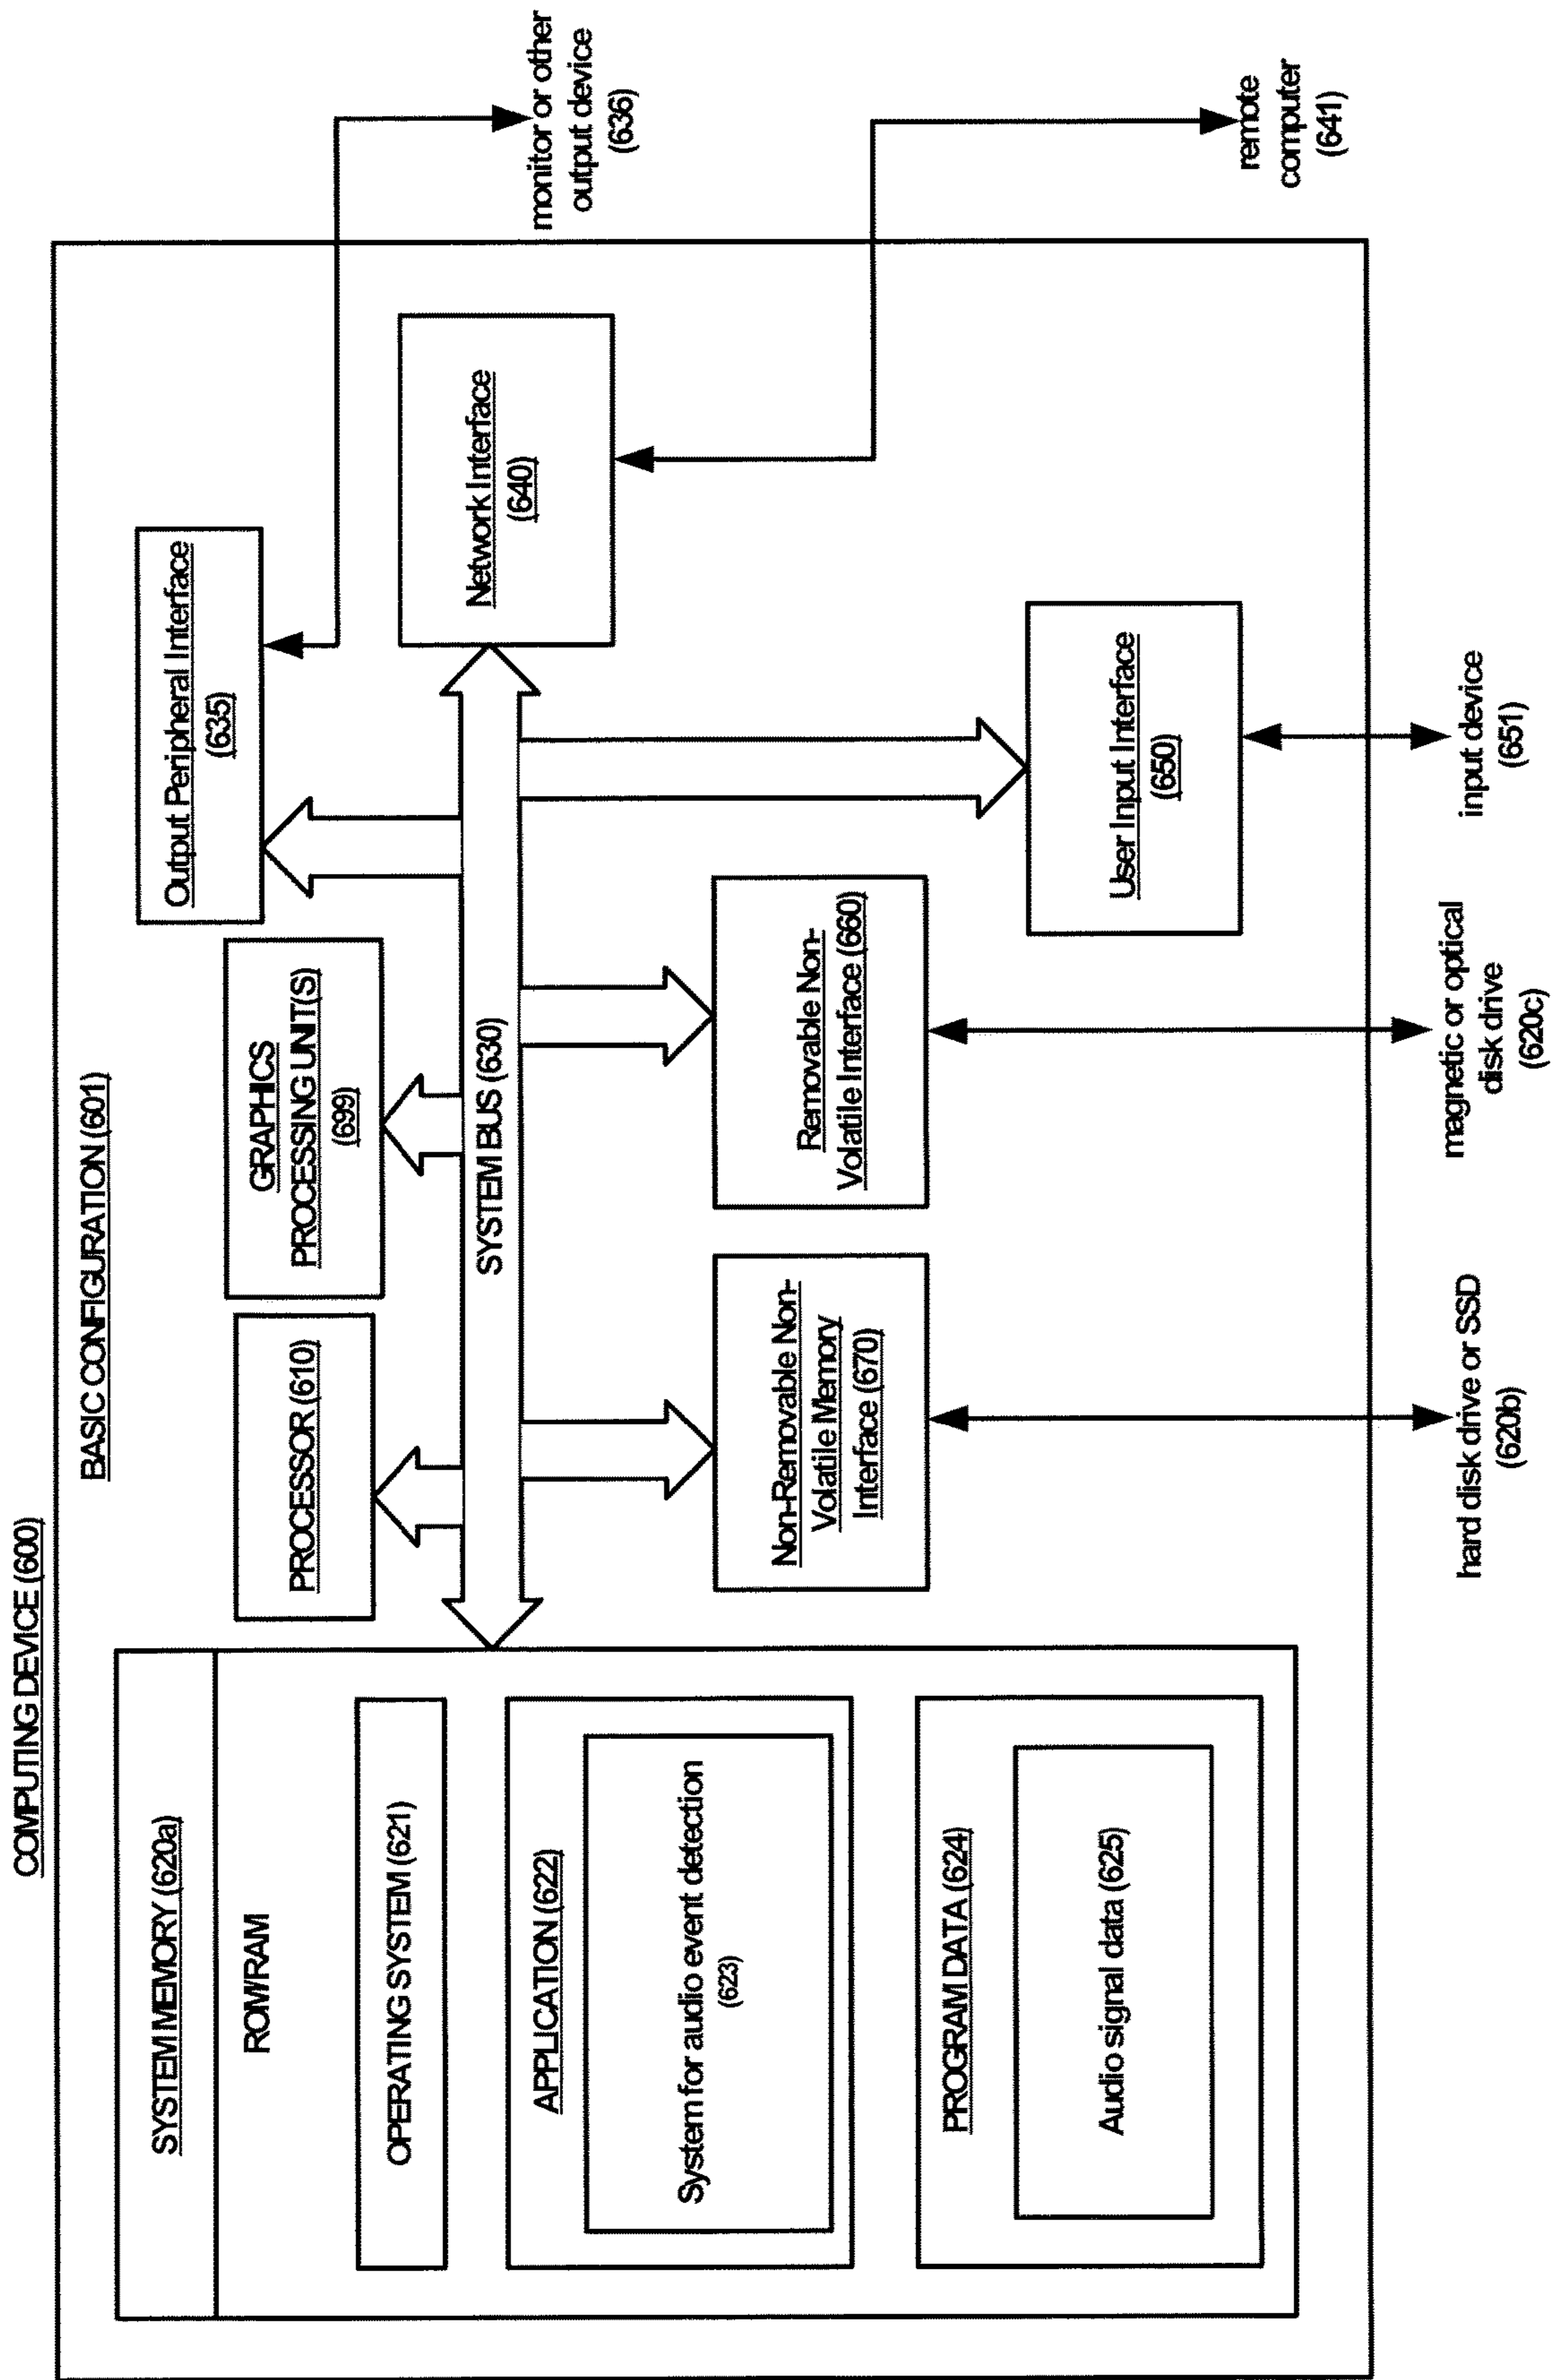 COMPUTING DEVICE (600)
BASIC CONFIGURATION (601)
SYSTEM MEMORY (620a)
ROM/RAM
OPERATING SYSTEM (621)
APPLICATION (622)
System for audio event detection
(623)
PROGRAM DATA (624)
Audio signal data (625)
PROCESSOR (610)
GRAPHICS
PROCESSING UNIT(S)
(699)
Output Peripheral Interface
(635)
SYSTEM BUS (630)
Network Interface
(640)
Non-Removable Non-
Volatile Memory
Interface (670)
Removable Non-
Volatile Interface (660)
User Input Interface
(650)
monitor or other
output device
(636)
remote
computer
(641)
hard disk drive or SSD
(620b)
magnetic or optical
disk drive
(620c)
input device
(651)